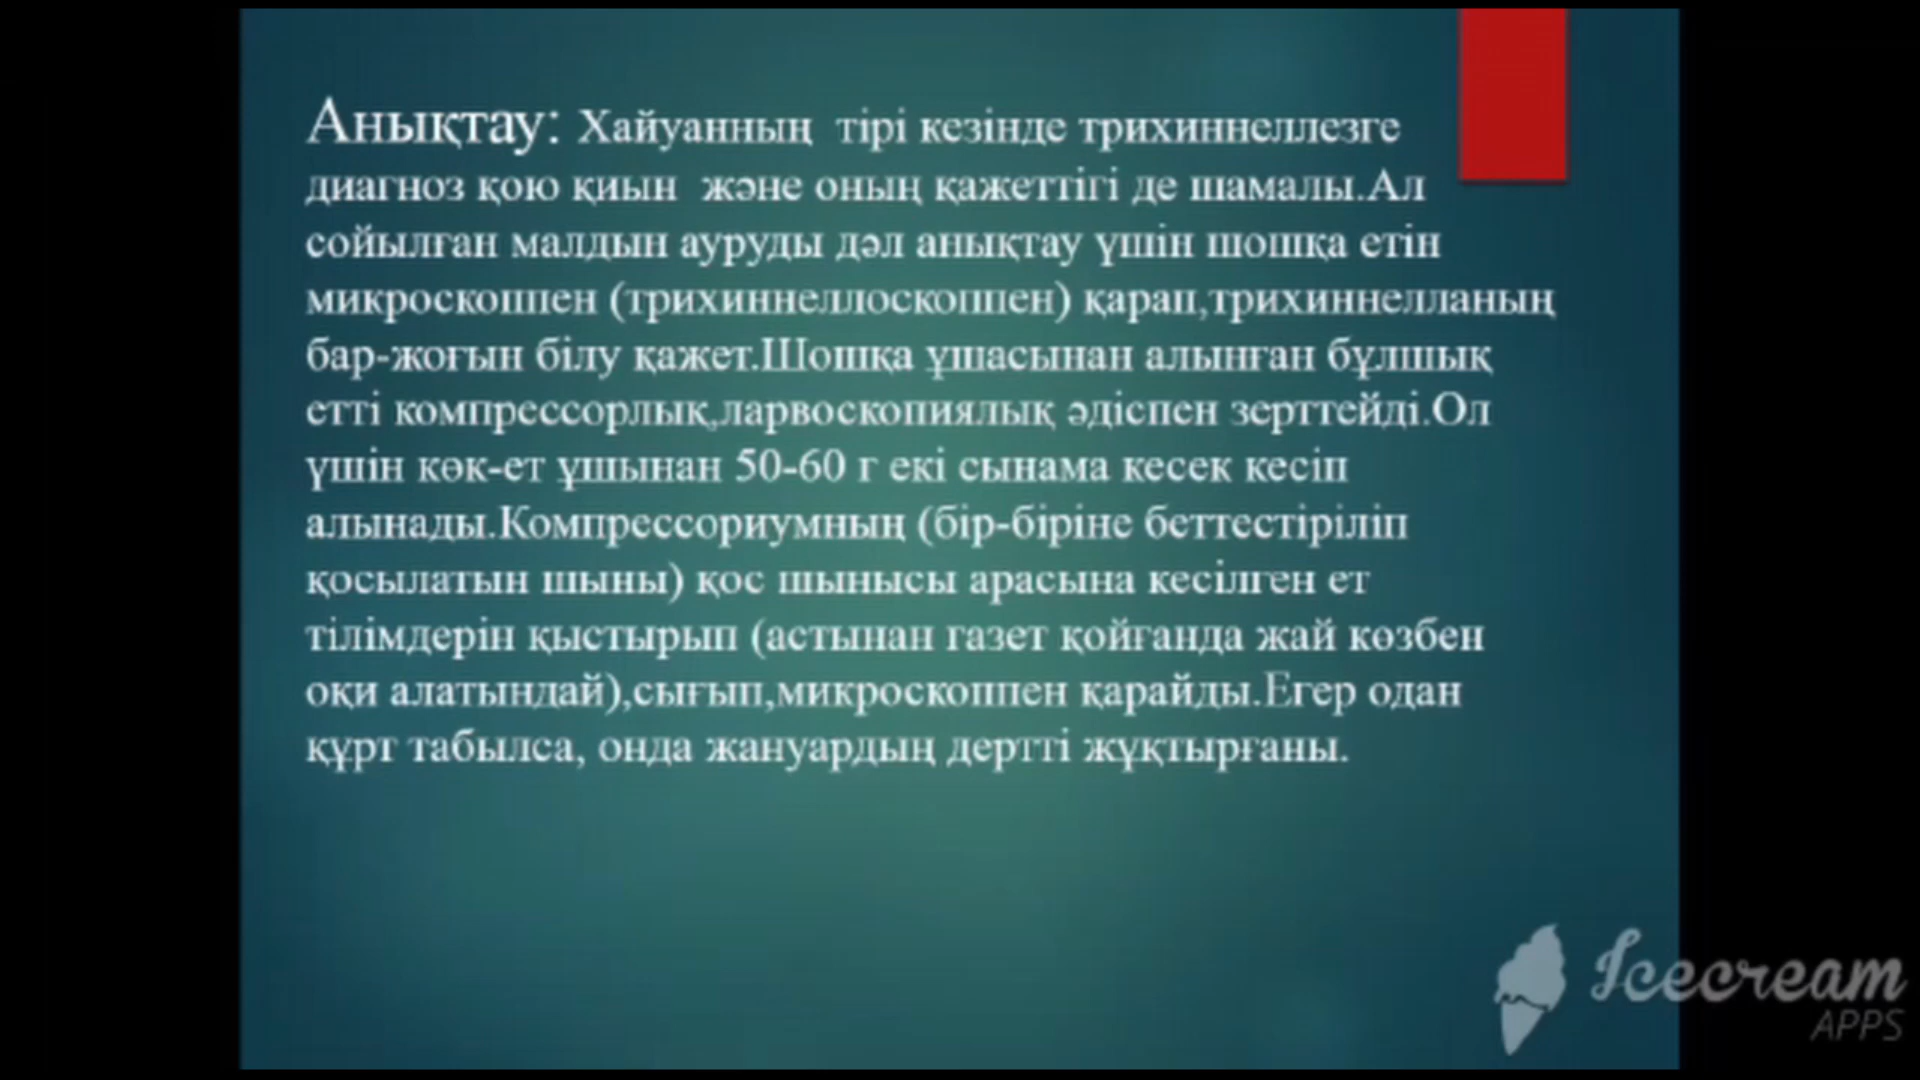 Анықтау: Хайуанның тірі кезінде трихиннеллезге
диагноз қою қиын және оның қажеттігі де шамалы.Ал
сойылған малдын ауруды дәл анықтау үшін шошқа етін
микроскоппен (трихиннеллоскоппен) қарап,трихиннелланың
бар-жоғын білу қажет.Шошқа ұшасынан алынған бұлшық
етті компрессорлық,ларвоскопиялық әдіспен зерттейді.Ол
үшін көк-ет ұшынан 50-60 г екі сынама кесек кесіп
алынады.Компрессориумның (бір-біріне беттестіріліп
қосылатын шыны) қос шынысы арасына кесілген ет
тілімдерін қыстырып (астынан газет қойғанда жай көзбен
оқи алатындай),сығып,микроскоппен қарайды.Егер одан
құрт табылса, онда жануардың дертті жұқтырғаны.
Icecream
APPS